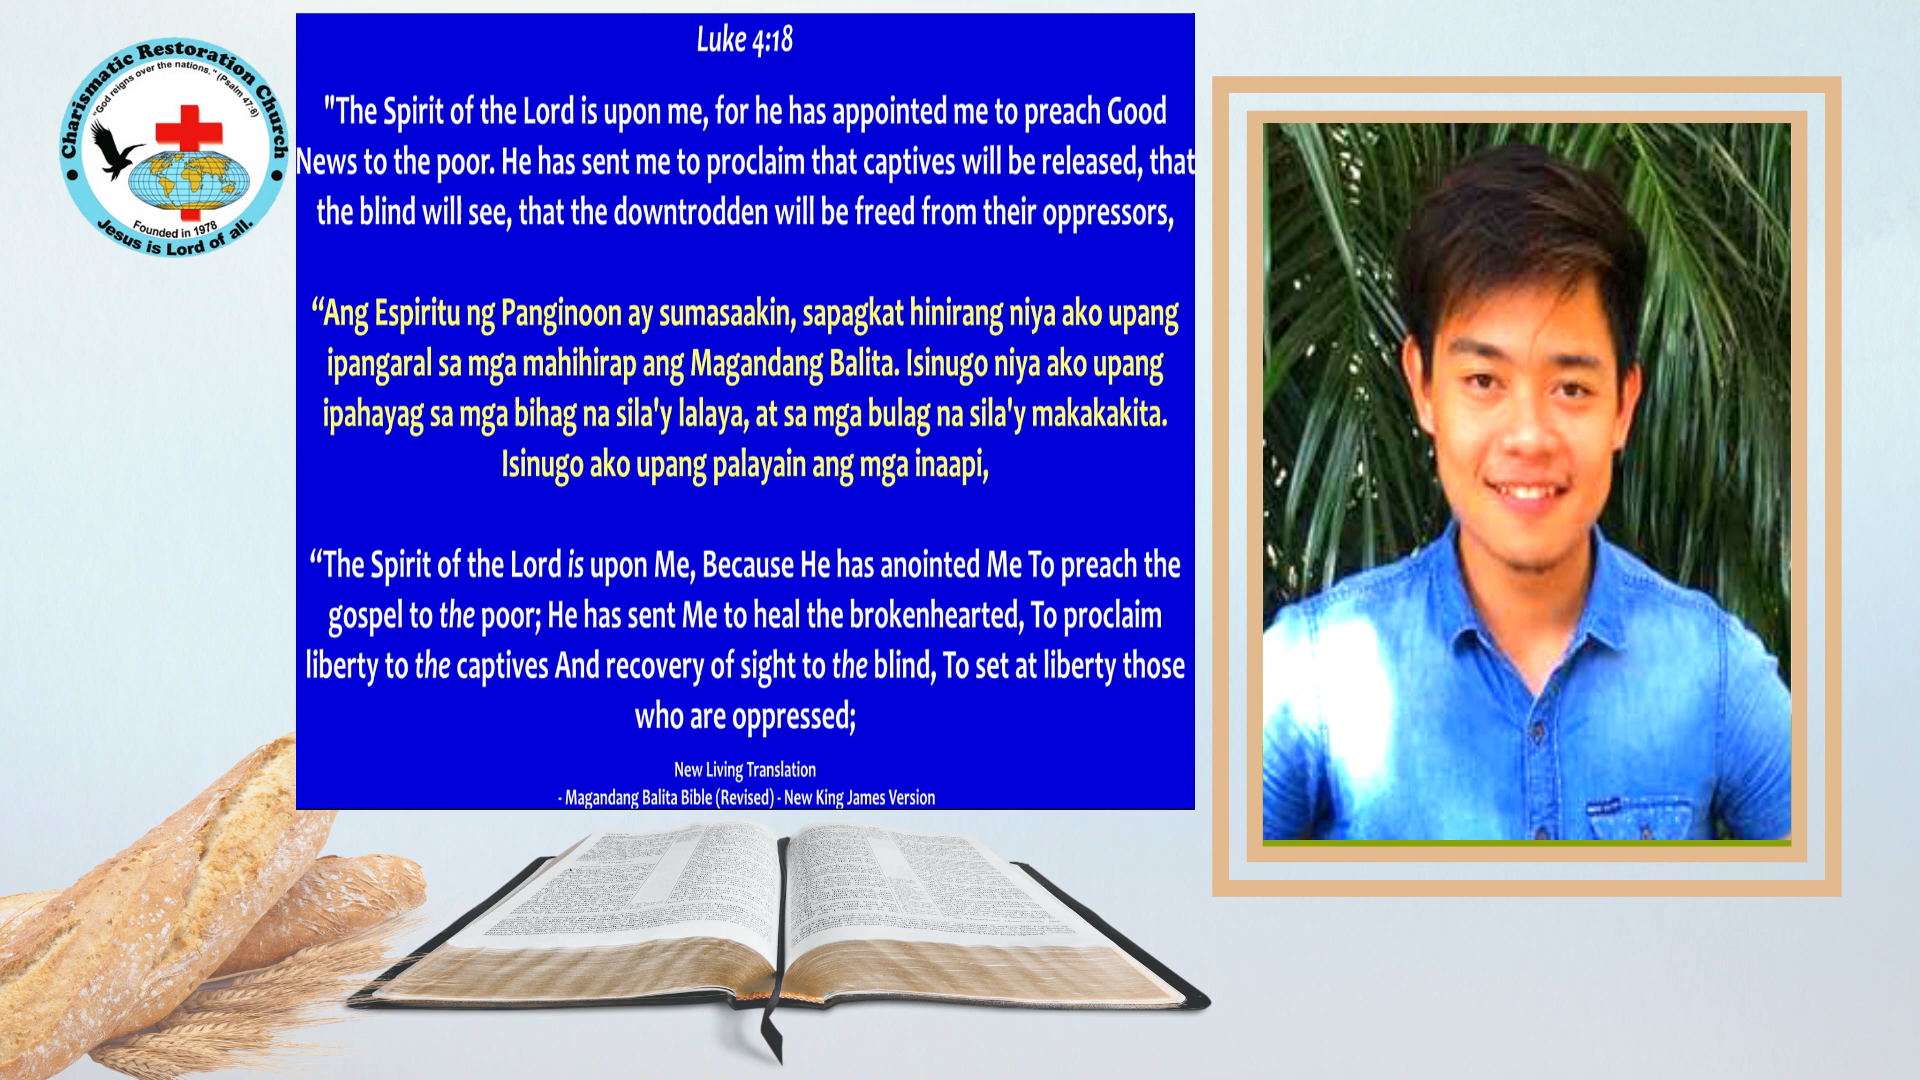 Charismatic Restoration Church
"God reigns over the nations." (Psalm 47:8)
Founded in 1978
Jesus is Lord of all.
Luke 4:18
"The Spirit of the Lord is upon me, for he has appointed me to preach Good
News to the poor. He has sent me to proclaim that captives will be released, that
the blind will see, that the downtrodden will be freed from their oppressors,
“Ang Espiritu ng Panginoon ay sumasaakin, sapagkat hinirang niya ako upang
ipangaral sa mga mahihirap ang Magandang Balita. Isinugo niya ako upang
ipahayag sa mga bihag na sila'y lalaya, at sa mga bulag na sila'y makakakita.
Isinugo ako upang palayain ang mga inaapi,
“The Spirit of the Lord is upon Me, Because He has anointed Me To preach the
gospel to the poor; He has sent Me to heal the brokenhearted, To proclaim
liberty to the captives And recovery of sight to the blind, To set at liberty those
who are oppressed;
New Living Translation
- Magandang Balita Bible (Revised) - New King James Version